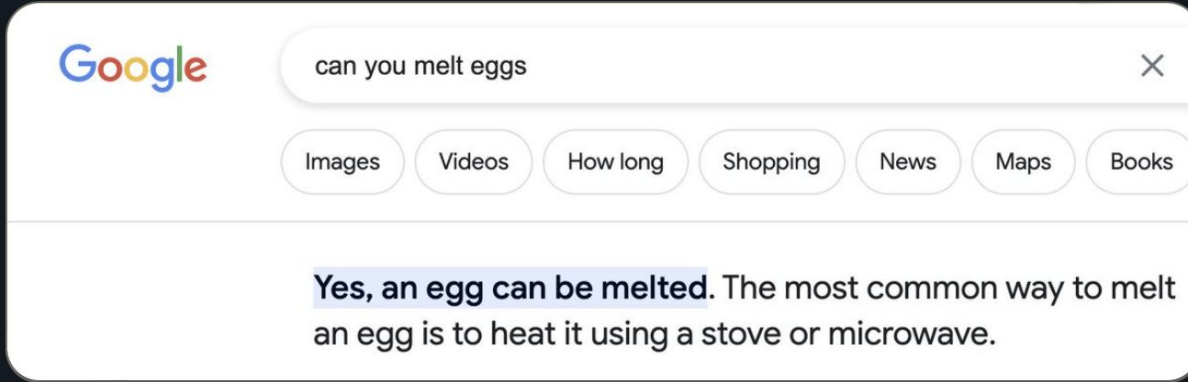 Google
can you melt eggs
Images
Videos
How long
Shopping
News
Maps
Books
Yes, an egg can be melted. The most common way to melt
an egg is to heat it using a stove or microwave.